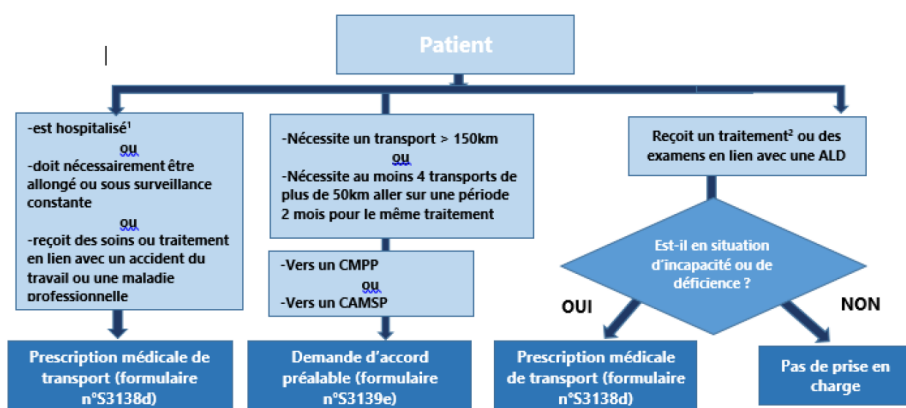 Patient
-est hospitalisé¹
ou
-doit nécessairement être
allongé ou sous surveillance
constante
ou
-reçoit des soins ou traitement
en lien avec un accident du
travail ou une maladie
professionnelle
Prescription médicale de
transport (formulaire
n°S3138d)
-Nécessite un transport > 150km
ou
-Nécessite au moins 4 transports de
plus de 50km aller sur une période
2 mois pour le même traitement
-Vers un CMPP
ou
-Vers un CAMSP
Demande d’accord
préalable (formulaire
n°S3139e)
Reçoit un traitement² ou des
examens en lien avec une ALD
Est-il en situation
d’incapacité ou de
déficience ?
OUI
NON
Prescription médicale
de transport (formulaire
n°S3138d)
Pas de prise en
charge